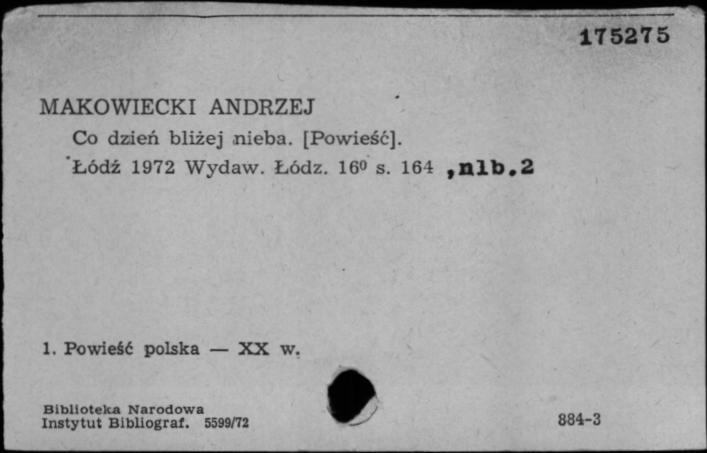 175275
MAKOWIECKI ANDRZEJ
Co dzień bliżej nieba. [Powieść].
Łódź 1972 Wydaw. Łódz. 16⁰ s. 164 ,nlb.2
1. Powieść polska — XX w.
Biblioteka Narodowa
Instytut Bibliograf. 5599/72
884-3